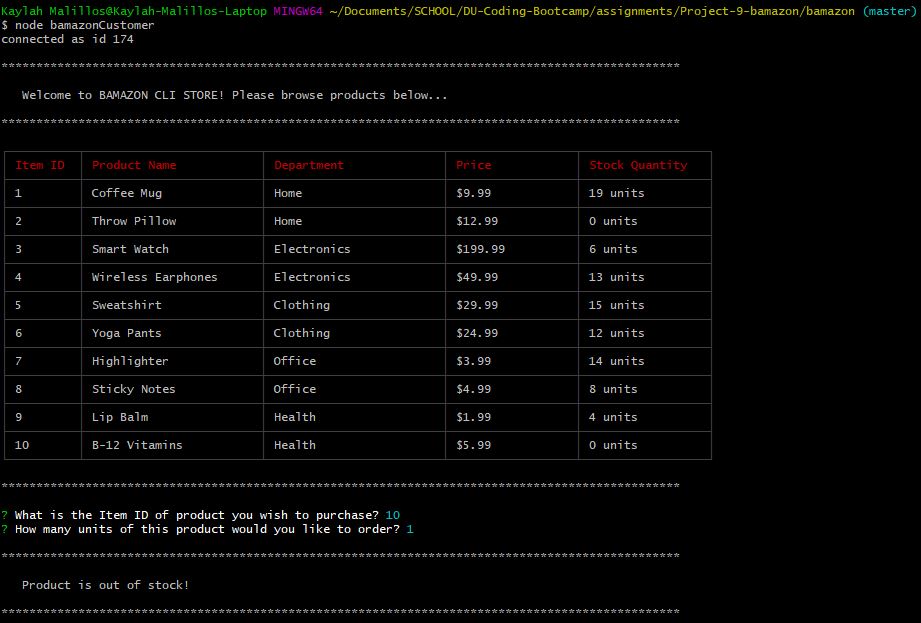 Kaylah Malillos@Kaylah-Malillos-Laptop MINGW64 ~/Documents/SCHOOL/DU-Coding-Bootcamp/assignments/Project-9-bamazon/bamazon (master)
$ node bamazonCustomer
connected as id 174
*************************************************************************************************
Welcome to BAMAZON CLI STORE! Please browse products below...
*************************************************************************************************
Item ID Product Name Department Price Stock Quantity
1 Coffee Mug Home $9.99 19 units
2 Throw Pillow Home $12.99 0 units
3 Smart Watch Electronics $199.99 6 units
4 Wireless Earphones Electronics $49.99 13 units
5 Sweatshirt Clothing $29.99 15 units
6 Yoga Pants Clothing $24.99 12 units
7 Highlighter Office $3.99 14 units
8 Sticky Notes Office $4.99 8 units
9 Lip Balm Health $1.99 4 units
10 B-12 Vitamins Health $5.99 0 units
*************************************************************************************************
? What is the Item ID of product you wish to purchase? 10
? How many units of this product would you like to order? 1
*************************************************************************************************
Product is out of stock!
*************************************************************************************************